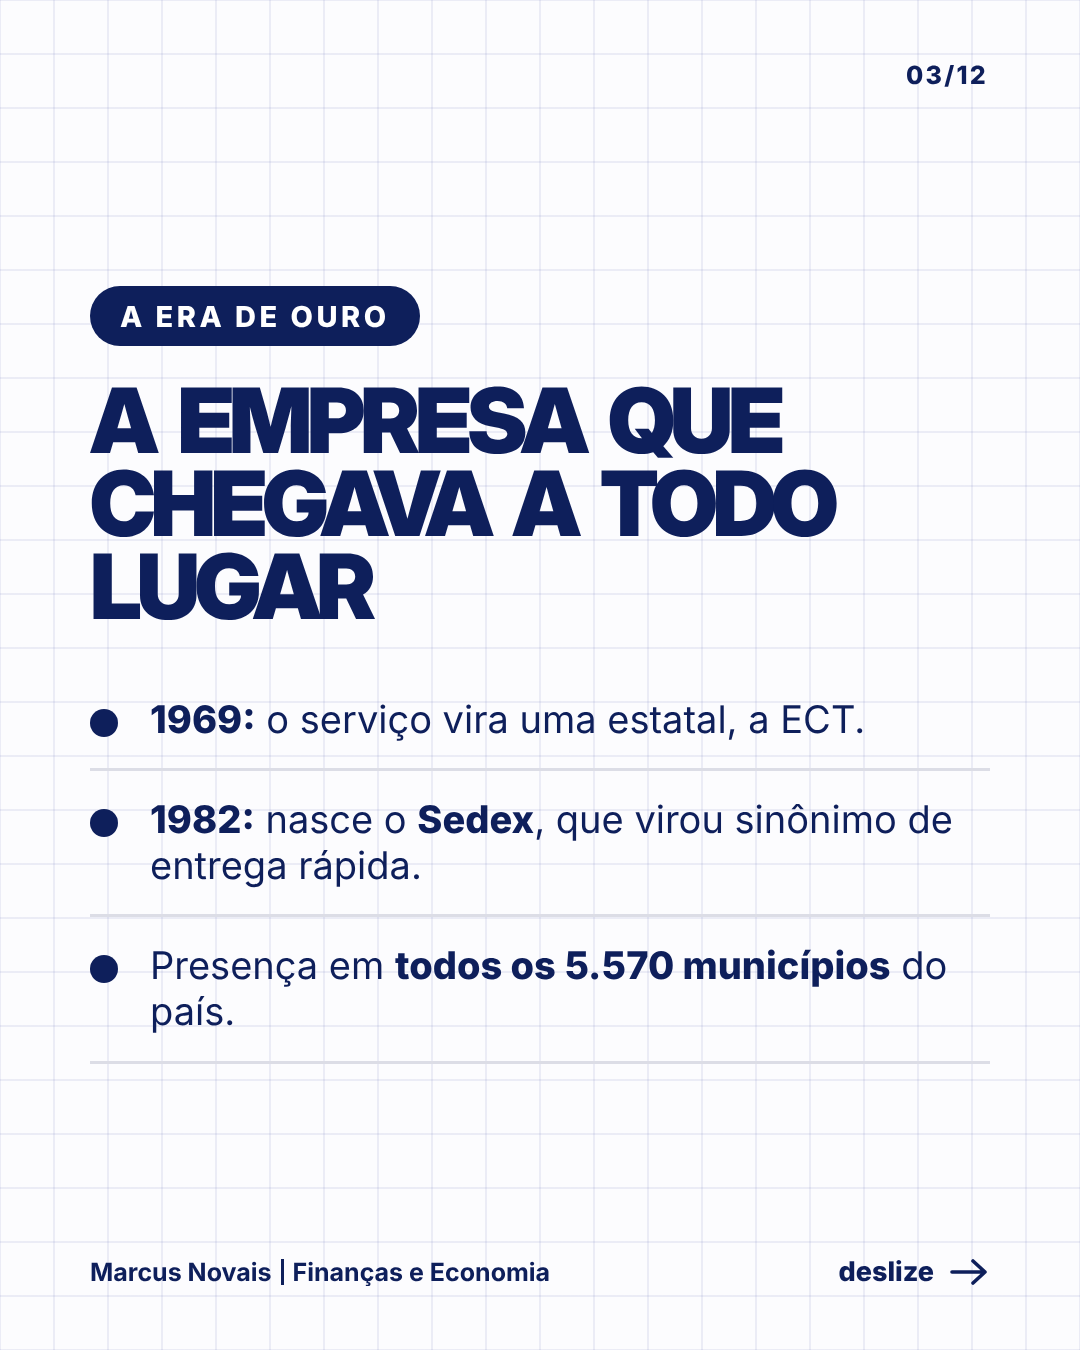 03/12
A ERA DE OURO
A EMPRESA QUE
CHEGAVA A TODO
LUGAR
1969: o serviço vira uma estatal, a ECT.
1982: nasce o Sedex, que virou sinônimo de
entrega rápida.
Presença em todos os 5.570 municípios do
país.
Marcus Novais | Finanças e Economia
deslize →